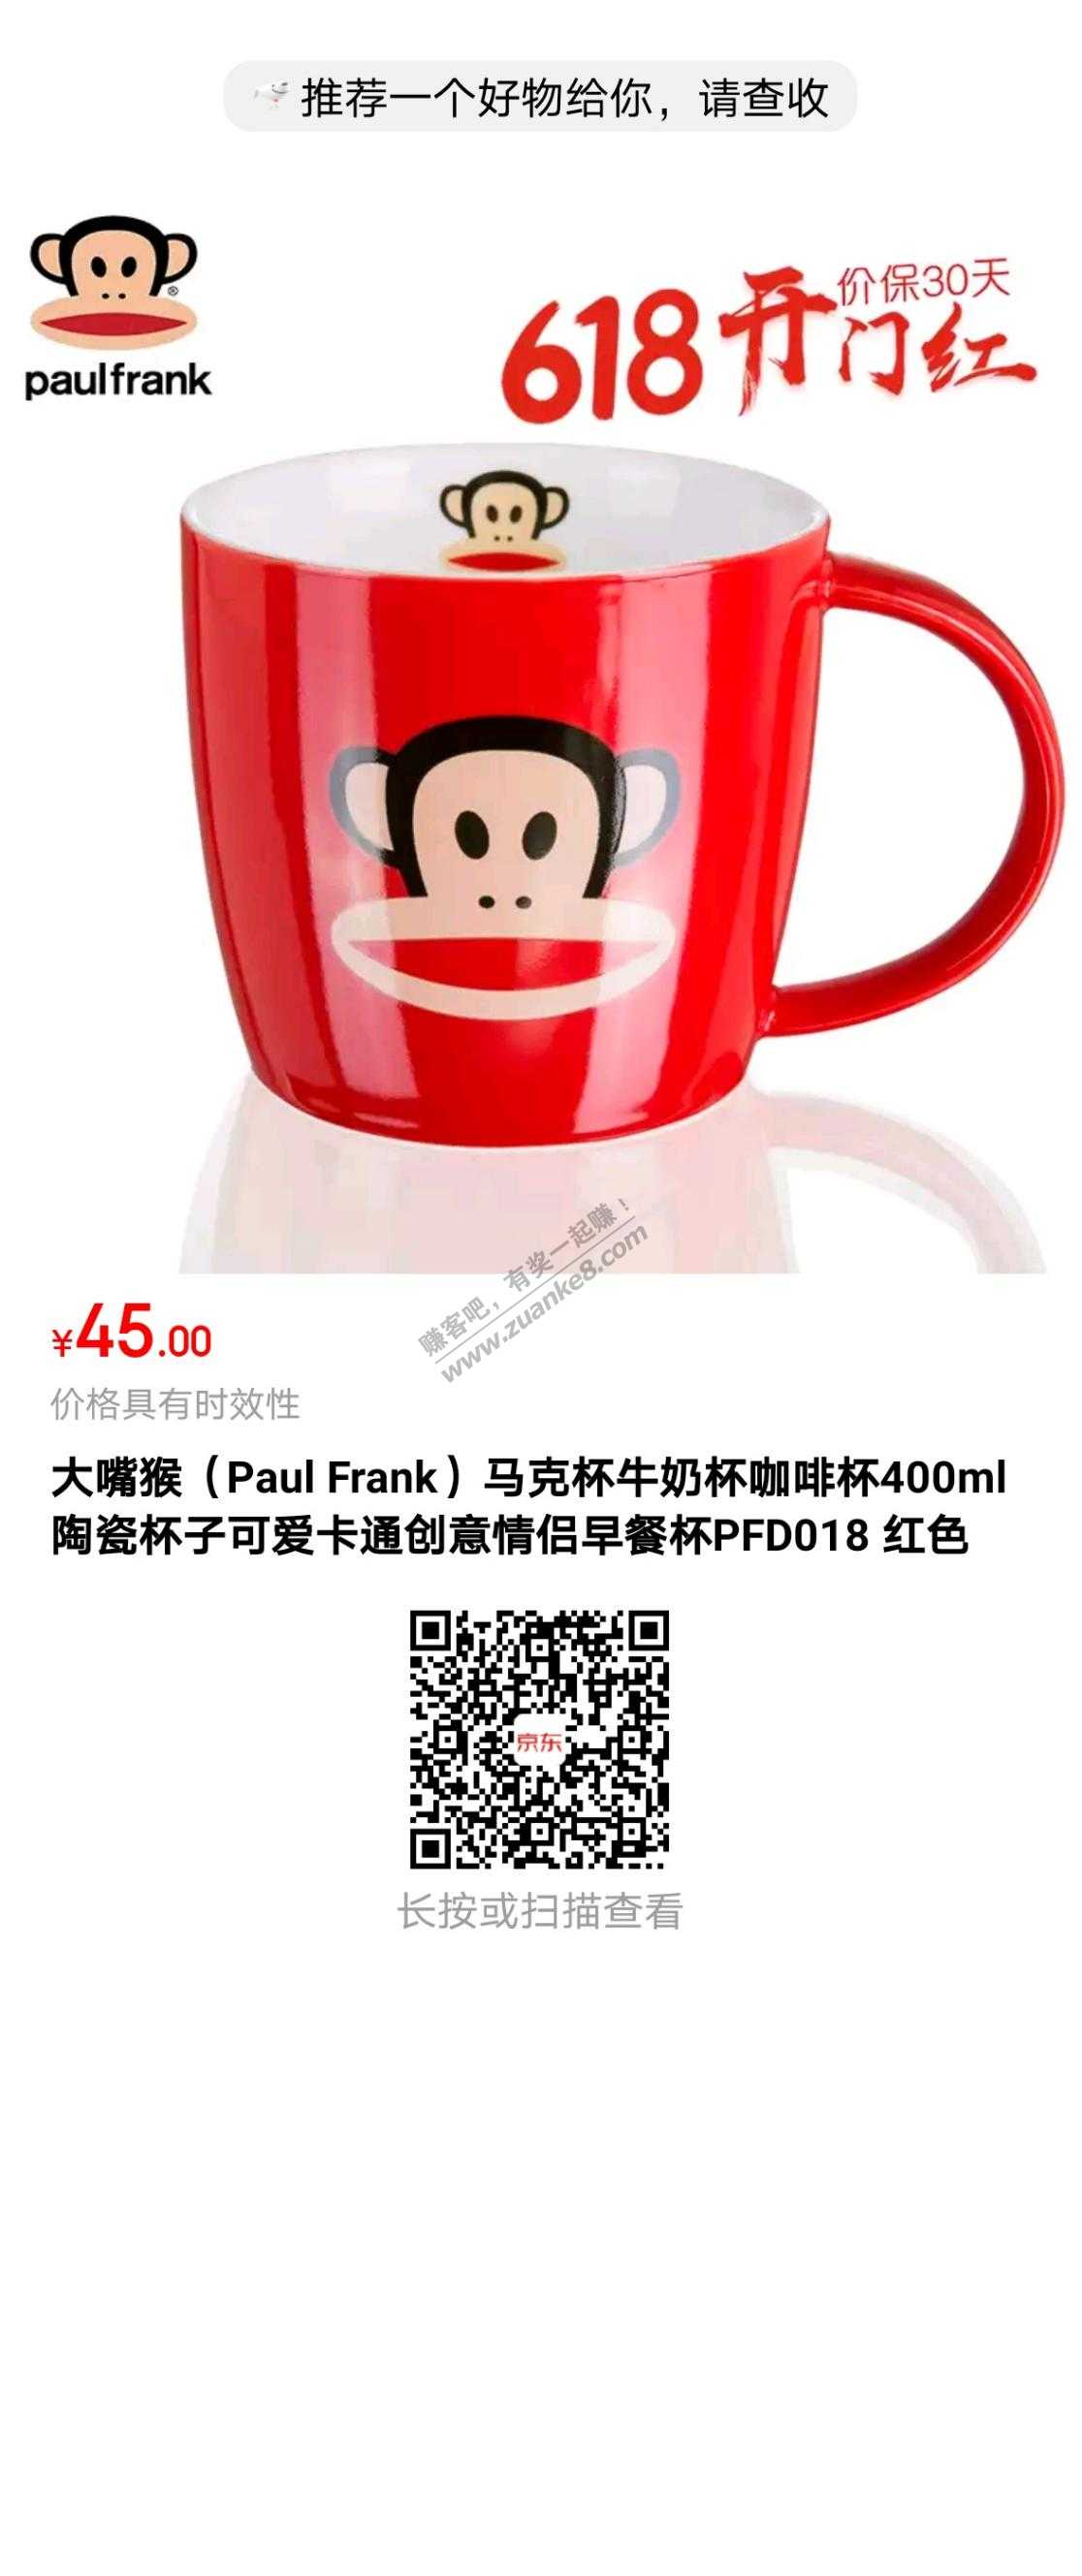 推荐一个好物给你，请查收
paulfrank
618开门红
价保30天
赚客吧，有奖一起赚！
www.zuanke8.com
¥45.00
价格具有时效性
大嘴猴（Paul Frank）马克杯牛奶杯咖啡杯400ml
陶瓷杯子可爱卡通创意情侣早餐杯PFD018 红色
京东
长按或扫描查看